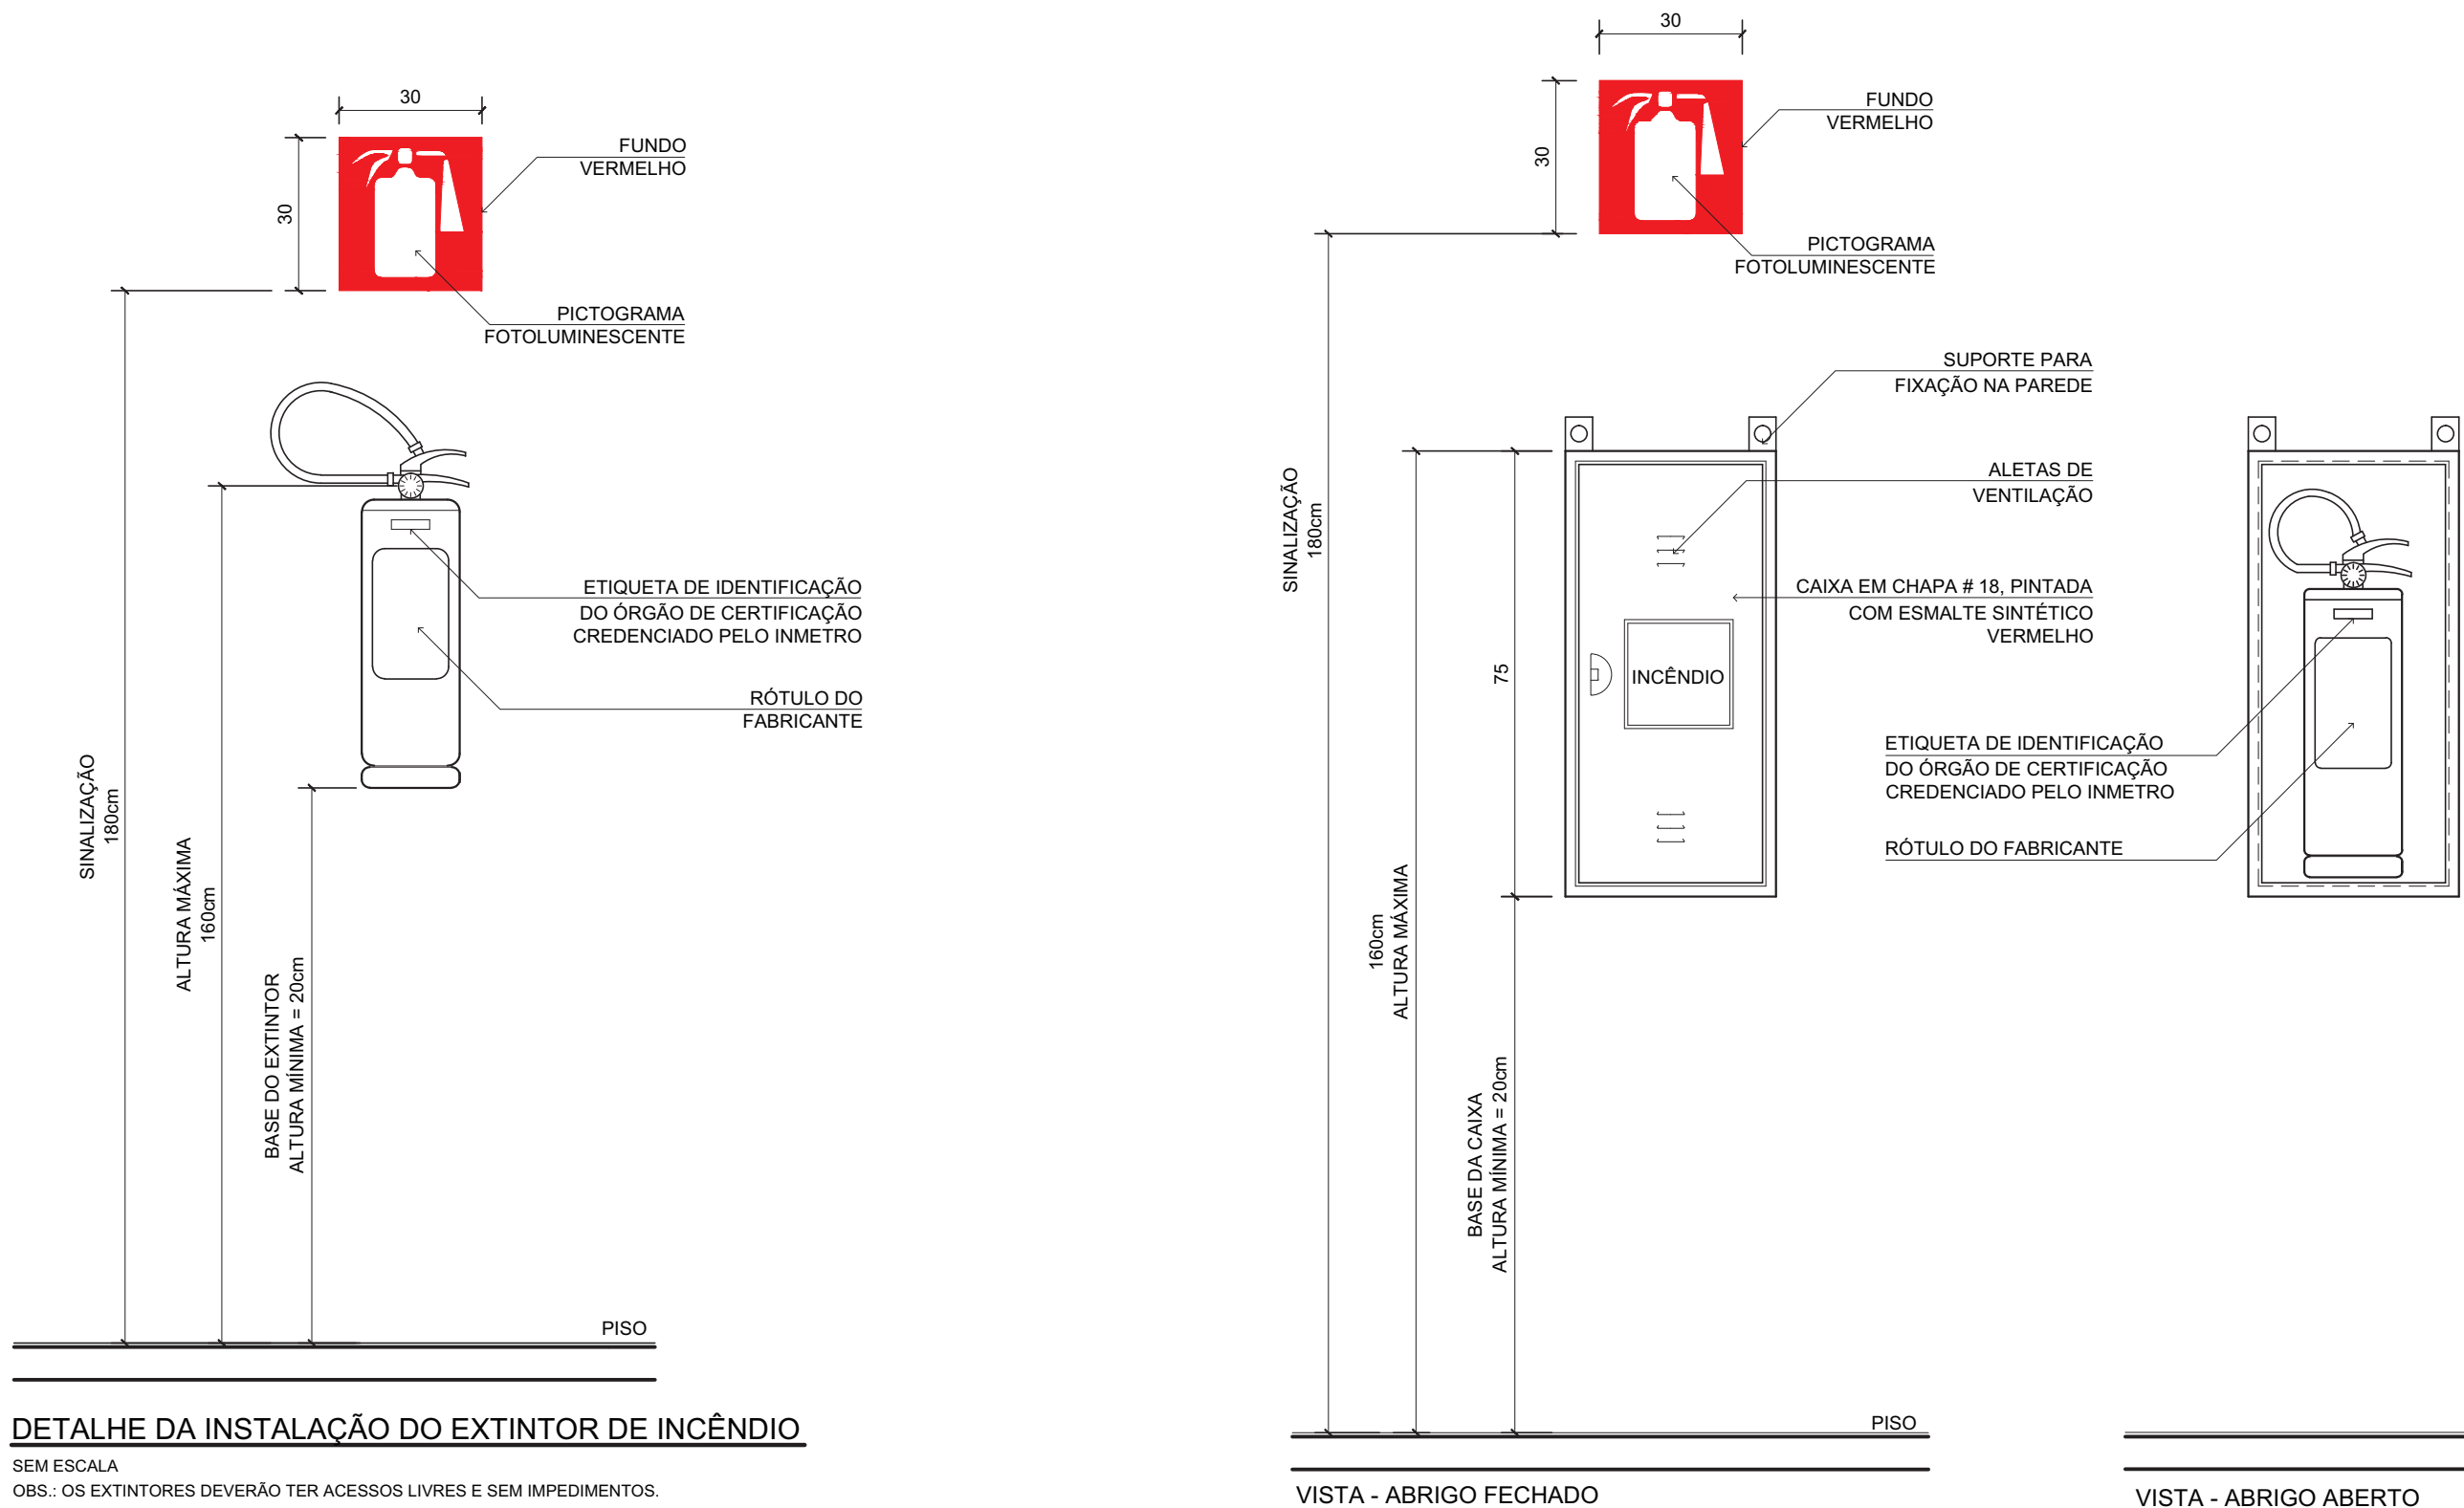 30
30
FUNDO
VERMELHO
PICTOGRAMA
FOTOLUMINESCENTE
ETIQUETA DE IDENTIFICAÇÃO
DO ÓRGÃO DE CERTIFICAÇÃO
CREDENCIADO PELO INMETRO
RÓTULO DO
FABRICANTE
SINALIZAÇÃO
180cm
ALTURA MÁXIMA
160cm
BASE DO EXTINTOR
ALTURA MÍNIMA = 20cm
PISO
DETALHE DA INSTALAÇÃO DO EXTINTOR DE INCÊNDIO
SEM ESCALA
OBS.: OS EXTINTORES DEVERÃO TER ACESSOS LIVRES E SEM IMPEDIMENTOS.
30
30
FUNDO
VERMELHO
PICTOGRAMA
FOTOLUMINESCENTE
SUPORTE PARA
FIXAÇÃO NA PAREDE
ALETAS DE
VENTILAÇÃO
CAIXA EM CHAPA # 18, PINTADA
COM ESMALTE SINTÉTICO
VERMELHO
INCÊNDIO
75
SINALIZAÇÃO
180cm
160cm
ALTURA MÁXIMA
BASE DA CAIXA
ALTURA MÍNIMA = 20cm
PISO
VISTA - ABRIGO FECHADO
ETIQUETA DE IDENTIFICAÇÃO
DO ÓRGÃO DE CERTIFICAÇÃO
CREDENCIADO PELO INMETRO
RÓTULO DO FABRICANTE
VISTA - ABRIGO ABERTO